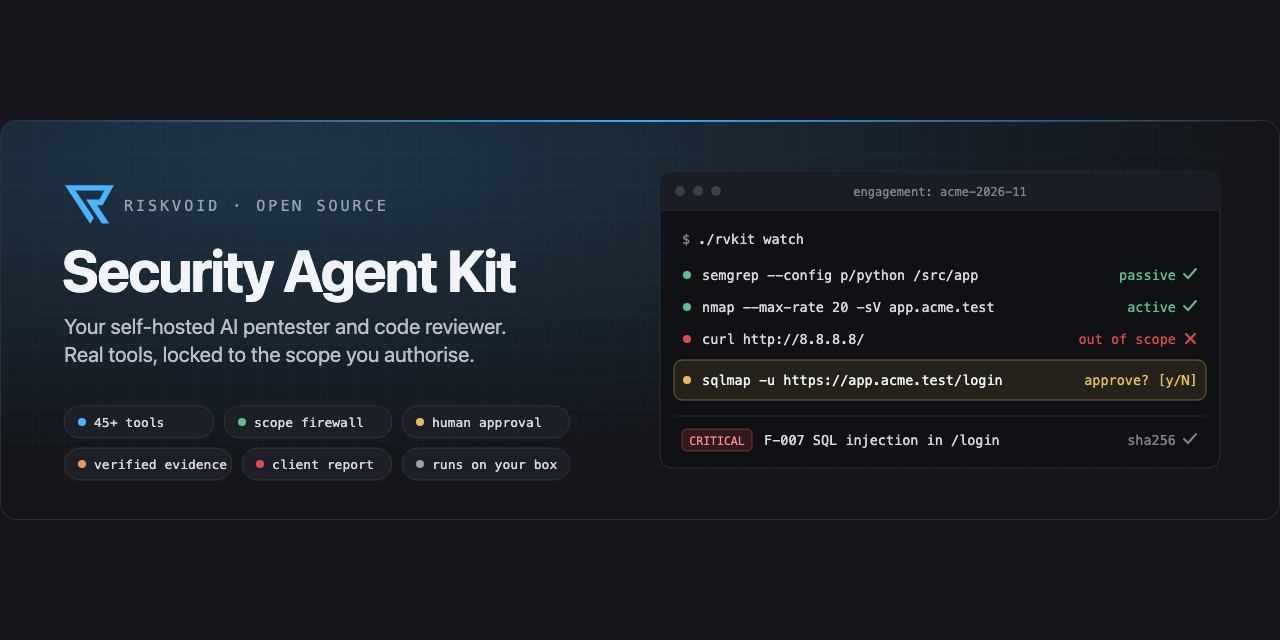 RISKVOID · OPEN SOURCE
Security Agent Kit
Your self-hosted AI pentester and code reviewer.
Real tools, locked to the scope you authorise.
45+ tools
scope firewall
human approval
verified evidence
client report
runs on your box
engagement: acme-2026-11
$ ./rvkit watch
semgrep --config p/python /src/app passive ✓
nmap --max-rate 20 -sV app.acme.test active ✓
curl http://8.8.8.8/ out of scope ✕
sqlmap -u https://app.acme.test/login approve? [y/N]
CRITICAL F-007 SQL injection in /login sha256 ✓